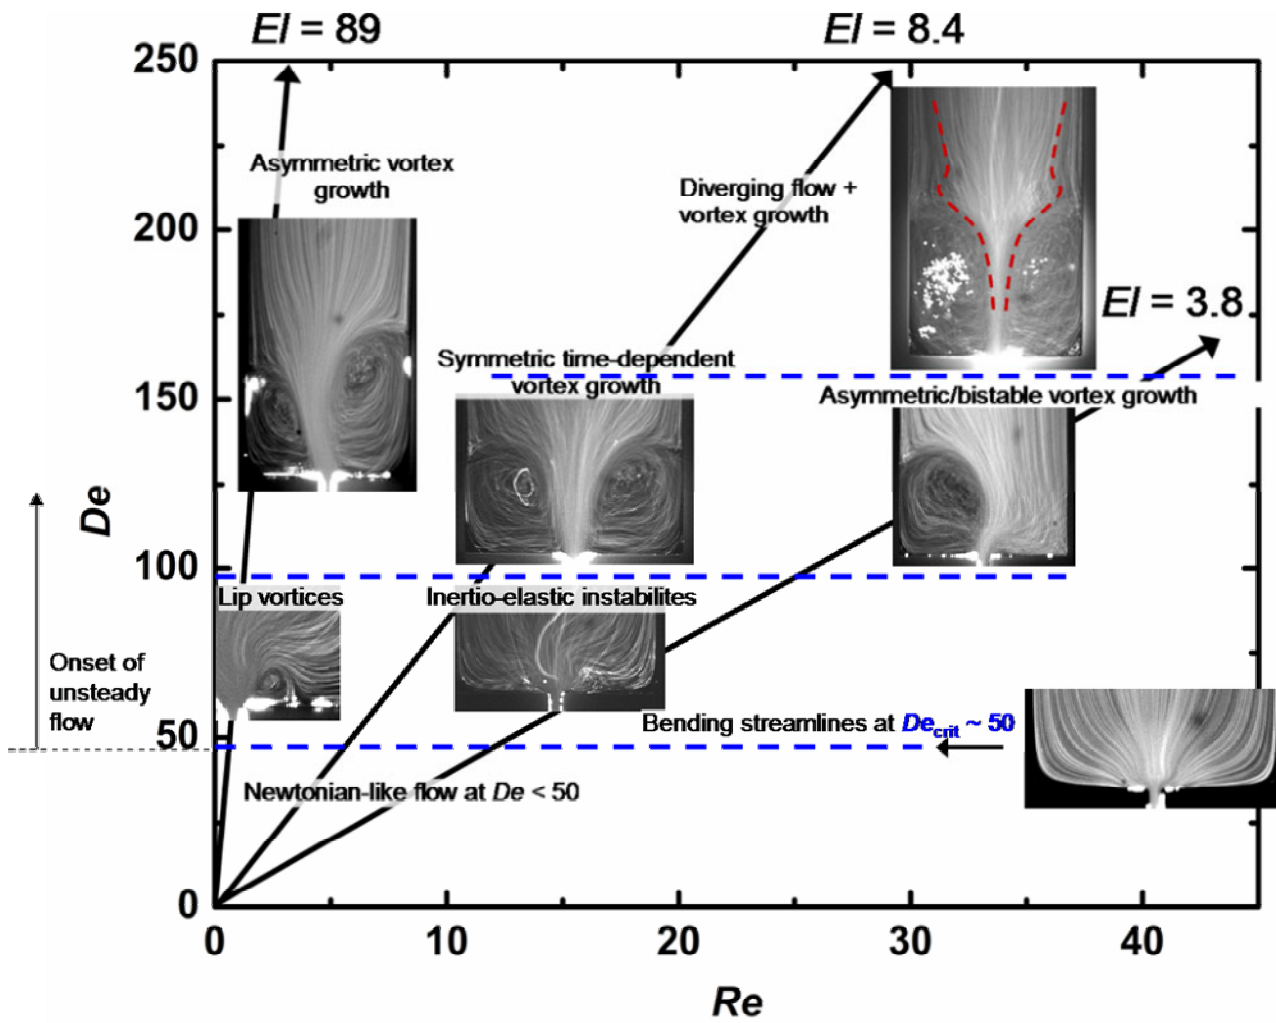 El = 89
El = 8.4
250
Asymmetric vortex
growth
Diverging flow +
vortex growth
200
El = 3.8
Symmetric time-dependent
vortex growth
150
Asymmetric/bistable vortex growth
De
100
Lip vortices
Inertio-elastic instabilites
Onset of
unsteady
flow
50
Bending streamlines at De_crit ~ 50
Newtonian-like flow at De < 50
0
0 10 20 30 40
Re